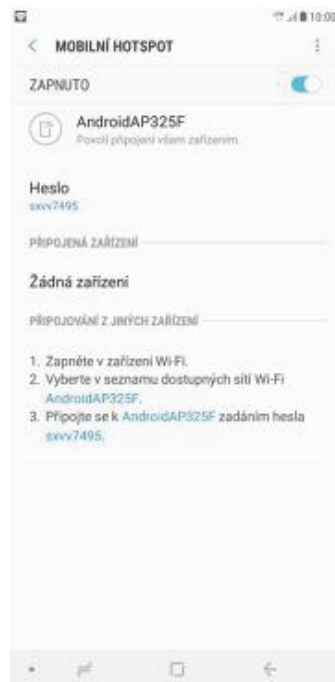 10:00
MOBILNÍ HOTSPOT
ZAPNUTO
AndroidAP325F
Povolí připojení všem zařízením
Heslo
sxvv7495
PŘIPOJENÁ ZAŘÍZENÍ
Žádná zařízení
PŘIPOJOVÁNÍ Z JINÝCH ZAŘÍZENÍ
1. Zapněte v zařízení Wi-Fi.
2. Vyberte v seznamu dostupných sítí Wi-Fi
AndroidAP325F.
3. Připojte se k AndroidAP325F zadáním hesla
sxvv7495.